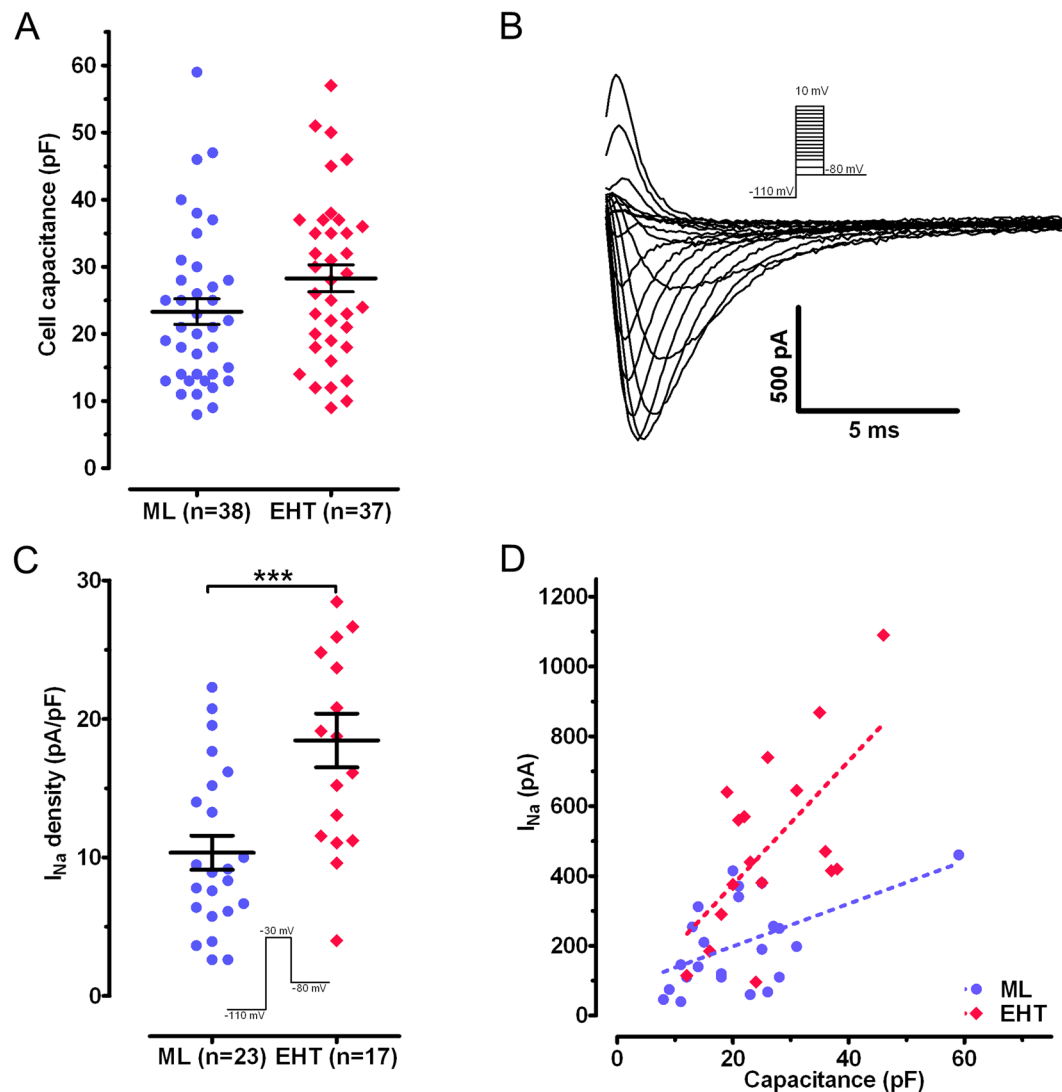 A
Cell capacitance (pF)
60
50
40
30
20
10
0
ML (n=38)
EHT (n=37)
B
10 mV
-80 mV
-110 mV
500 pA
5 ms
C
***
I_Na density (pA/pF)
30
20
10
0
-30 mV
-80 mV
-110 mV
ML (n=23)
EHT (n=17)
D
I_Na (pA)
1200
1000
800
600
400
200
0
0
20
40
60
Capacitance (pF)
ML
EHT